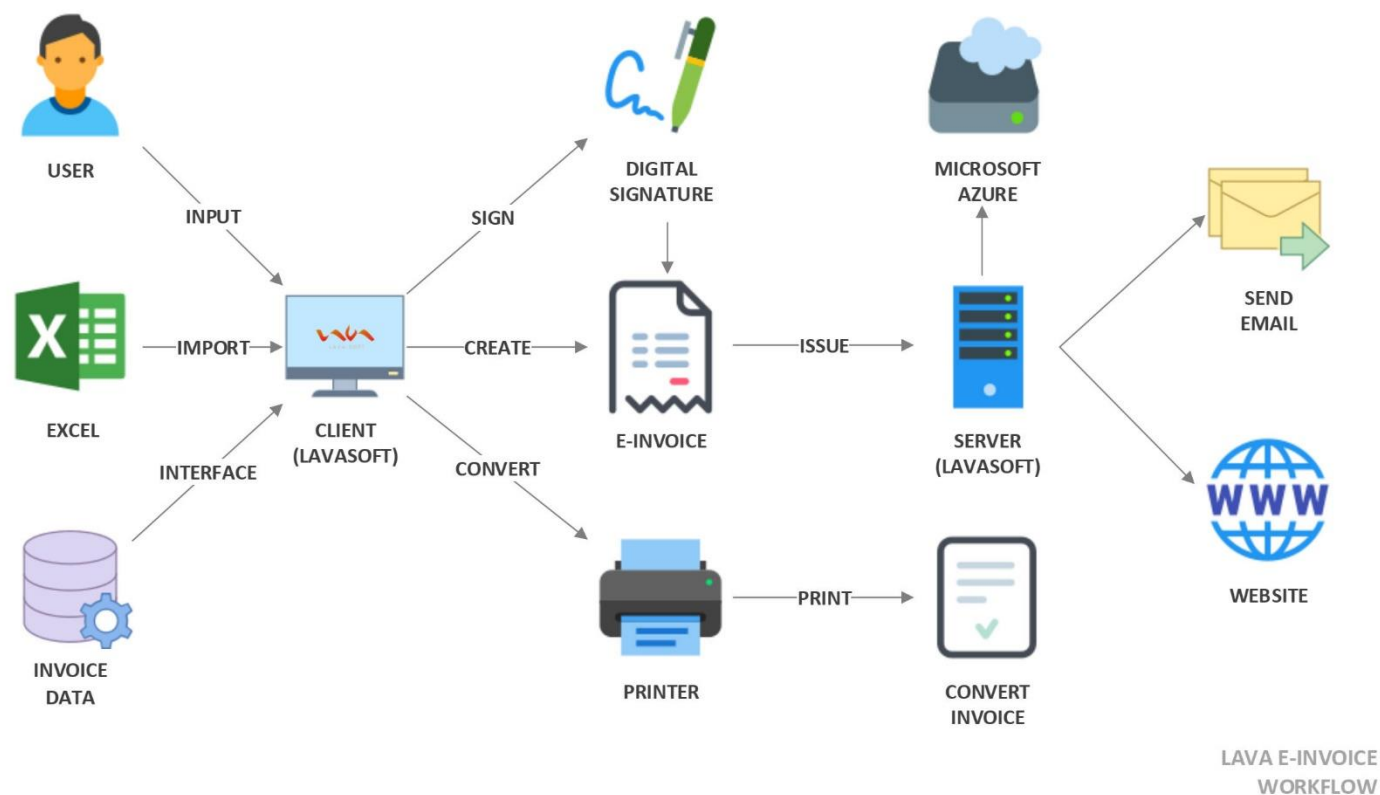 USER
INPUT
EXCEL
IMPORT
INVOICE
DATA
INTERFACE
CLIENT
(LAVASOFT)
SIGN
CREATE
CONVERT
DIGITAL
SIGNATURE
E-INVOICE
PRINTER
ISSUE
PRINT
MICROSOFT
AZURE
SERVER
(LAVASOFT)
CONVERT
INVOICE
SEND
EMAIL
WWW
WEBSITE
LAVA E-INVOICE
WORKFLOW